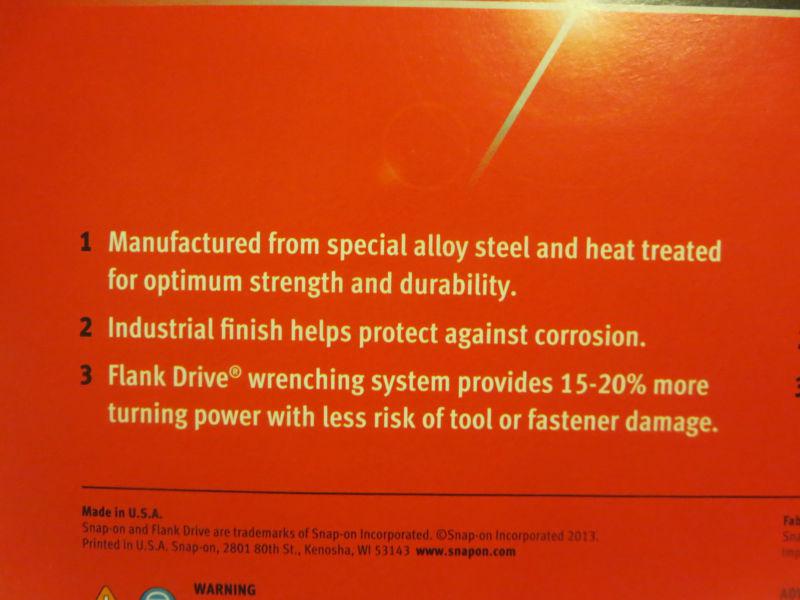 1 Manufactured from special alloy steel and heat treated
for optimum strength and durability.
2 Industrial finish helps protect against corrosion.
3 Flank Drive® wrenching system provides 15-20% more
turning power with less risk of tool or fastener damage.
Made in U.S.A.
Snap-on and Flank Drive are trademarks of Snap-on Incorporated. ©Snap-on Incorporated 2013.
Printed in U.S.A. Snap-on, 2801 80th St., Kenosha, WI 53143 www.snapon.com
WARNING